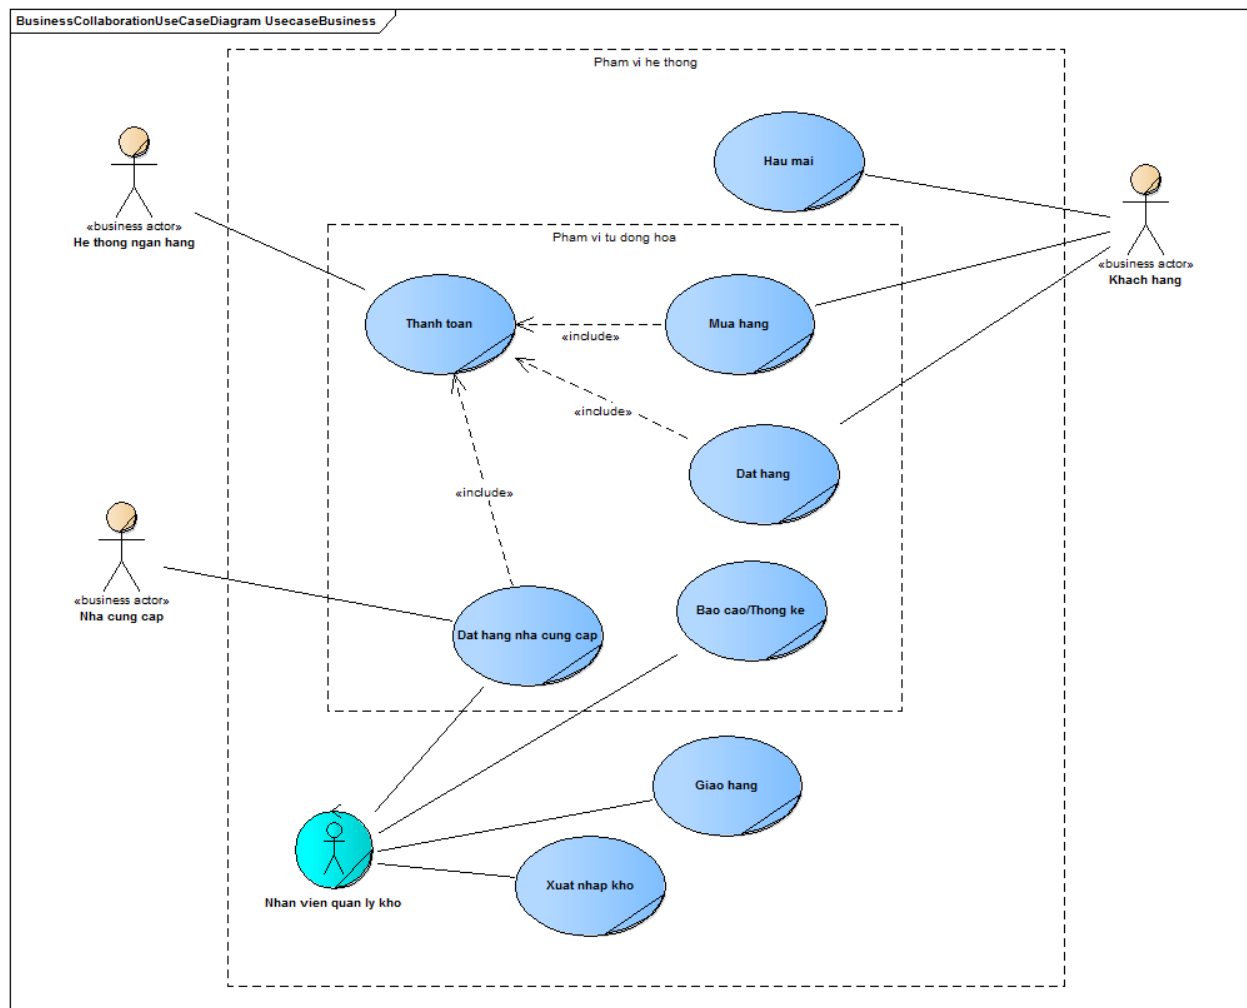 BusinessCollaborationUseCaseDiagram UsecaseBusiness
Pham vi he thong
Hau mai
«business actor»
He thong ngan hang
«business actor»
Khach hang
Pham vi tu dong hoa
Thanh toan
Mua hang
«include»
«include»
Dat hang
«include»
«business actor»
Nha cung cap
Bao cao/Thong ke
Dat hang nha cung cap
Giao hang
Xuat nhap kho
Nhan vien quan ly kho